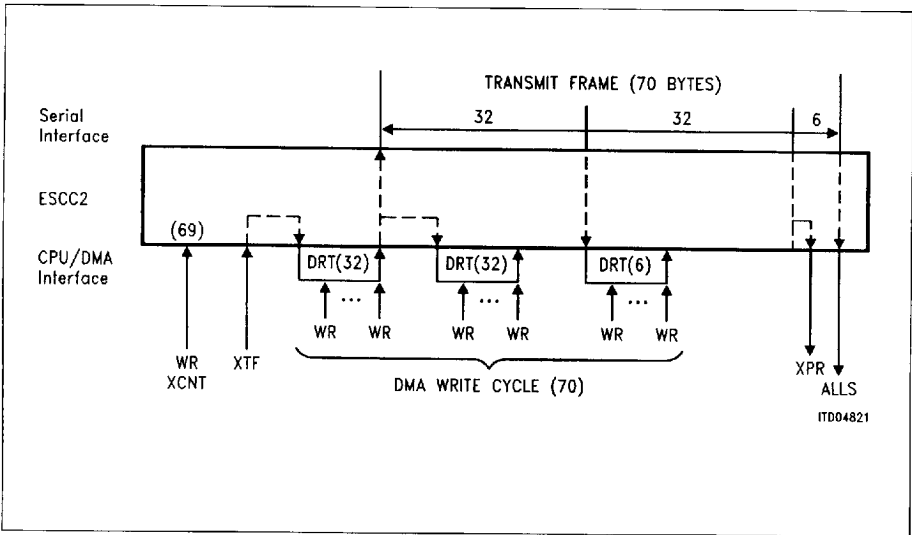 TRANSMIT FRAME (70 BYTES)
Serial
Interface
32
32
6
ESCC2
(69)
CPU/DMA
Interface
DRT(32)
DRT(32)
DRT(6)
...
...
...
WR
WR
WR
WR
WR
WR
WR
XCNT
XTF
DMA WRITE CYCLE (70)
XPR
ALLS
ITD04821